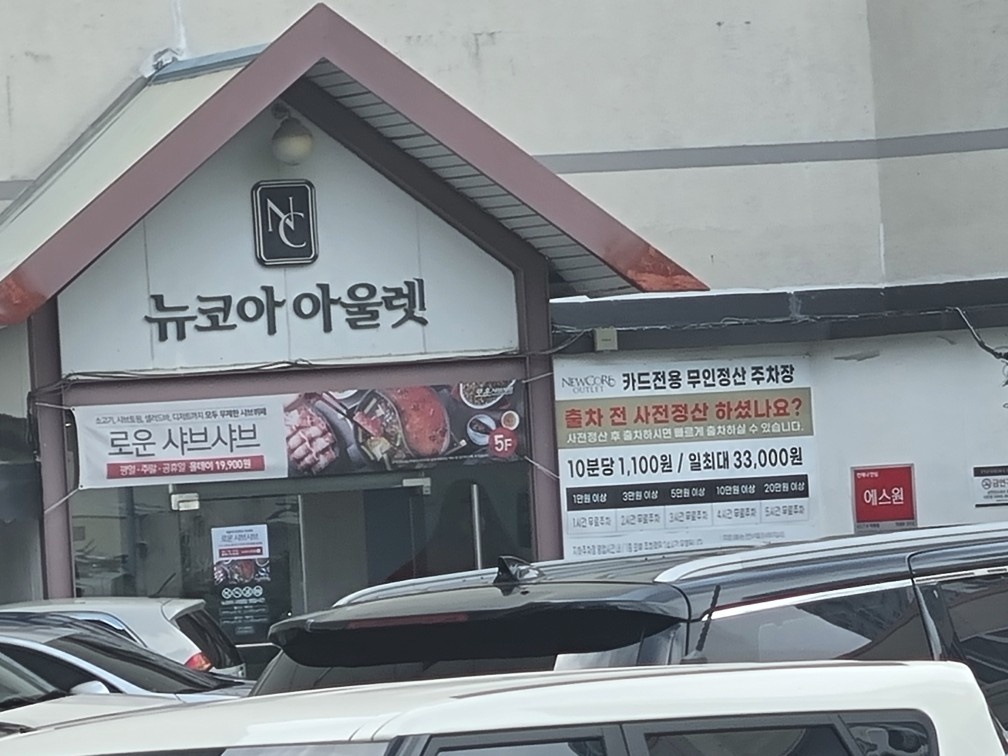 NC
뉴코아 아울렛
소고기, 샤브토핑, 샐러드바, 디저트까지 모두 무제한 샤브뷔페
로운 샤브샤브
평일·주말·공휴일 올데이 19,900원
5F
로운 샤브샤브
NEWCORE OUTLET 카드전용 무인정산 주차장
출차 전 사전정산 하셨나요?
사전정산 후 출차하시면 빠르게 출차하실 수 있습니다.
10분당 1,100원 / 일최대 33,000원
1만원 이상 3만원 이상 5만원 이상 10만원 이상 20만원 이상
1시간 무료주차 2시간 무료주차 3시간 무료주차 4시간 무료주차 5시간 무료주차
에스원